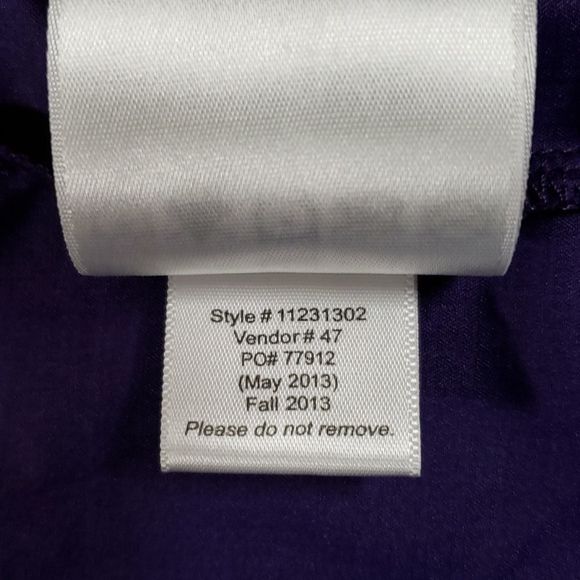 Style # 11231302
Vendor # 47
PO# 77912
(May 2013)
Fall 2013
Please do not remove.